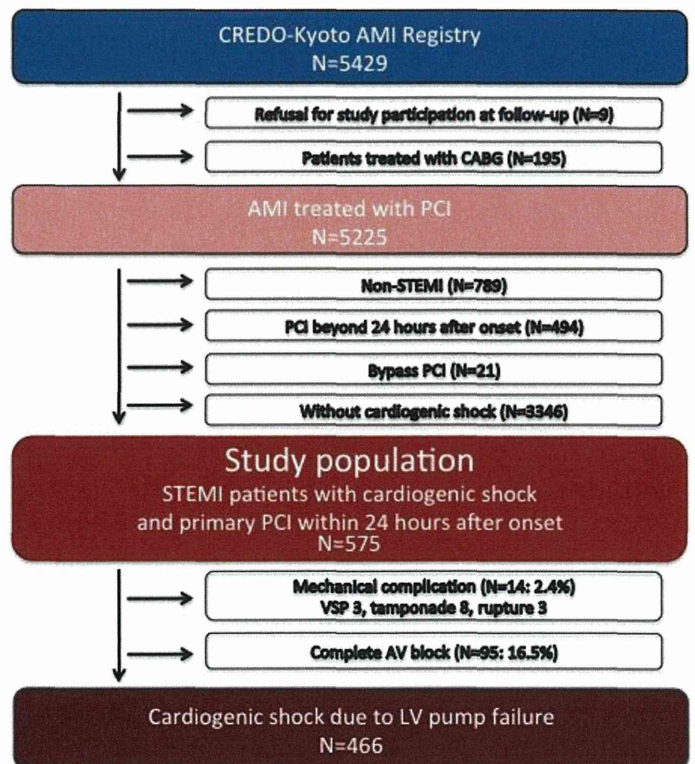 CREDO-Kyoto AMI Registry
N=5429
Refusal for study participation at follow-up (N=9)
Patients treated with CABG (N=195)
AMI treated with PCI
N=5225
Non-STEMI (N=789)
PCI beyond 24 hours after onset (N=494)
Bypass PCI (N=21)
Without cardiogenic shock (N=3346)
Study population
STEMI patients with cardiogenic shock
and primary PCI within 24 hours after onset
N=575
Mechanical complication (N=14: 2.4%)
VSP 3, tamponade 8, rupture 3
Complete AV block (N=95: 16.5%)
Cardiogenic shock due to LV pump failure
N=466